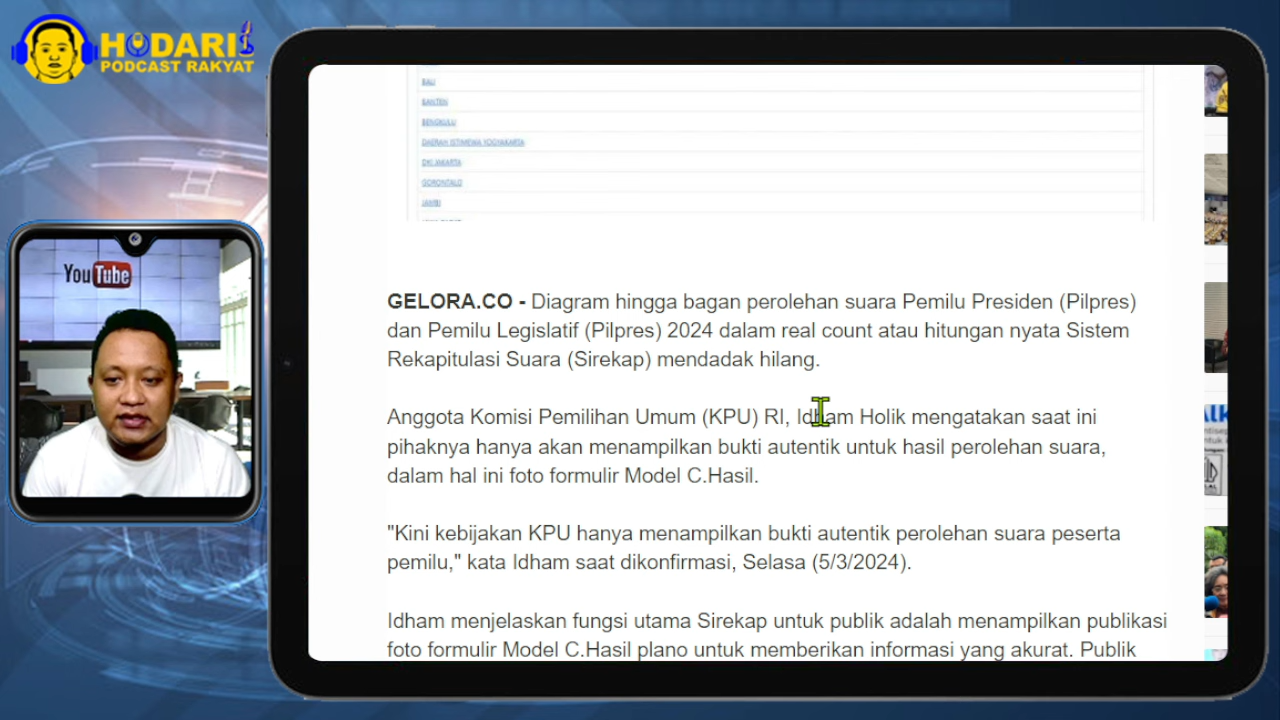 HODARI
PODCAST RAKYAT
YouTube
BALI
BANTEN
BENGKULU
DAERAH ISTIMEWA YOGYAKARTA
DKI JAKARTA
GORONTALO
JAMBI
GELORA.CO - Diagram hingga bagan perolehan suara Pemilu Presiden (Pilpres)
dan Pemilu Legislatif (Pilpres) 2024 dalam real count atau hitungan nyata Sistem
Rekapitulasi Suara (Sirekap) mendadak hilang.
Anggota Komisi Pemilihan Umum (KPU) RI, Idham Holik mengatakan saat ini
pihaknya hanya akan menampilkan bukti autentik untuk hasil perolehan suara,
dalam hal ini foto formulir Model C.Hasil.
"Kini kebijakan KPU hanya menampilkan bukti autentik perolehan suara peserta
pemilu," kata Idham saat dikonfirmasi, Selasa (5/3/2024).
Idham menjelaskan fungsi utama Sirekap untuk publik adalah menampilkan publikasi
foto formulir Model C.Hasil plano untuk memberikan informasi yang akurat. Publik